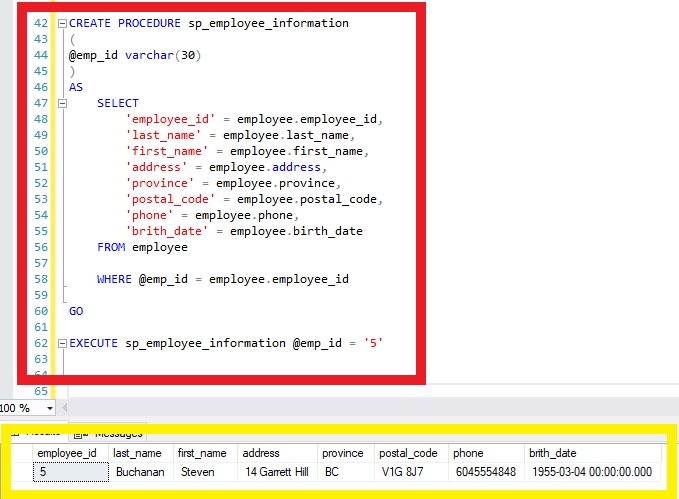 42 CREATE PROCEDURE sp_employee_information
43 (
44 @emp_id varchar(30)
45 )
46 AS
47 SELECT
48 'employee_id' = employee.employee_id,
49 'last_name' = employee.last_name,
50 'first_name' = employee.first_name,
51 'address' = employee.address,
52 'province' = employee.province,
53 'postal_code' = employee.postal_code,
54 'phone' = employee.phone,
55 'brith_date' = employee.birth_date
56 FROM employee
57
58 WHERE @emp_id = employee.employee_id
59
60 GO
61
62 EXECUTE sp_employee_information @emp_id = '5'
63
64
65
100 %
Results Messages
employee_id last_name first_name address province postal_code phone brith_date
5 Buchanan Steven 14 Garrett Hill BC V1G 8J7 6045554848 1955-03-04 00:00:00.000